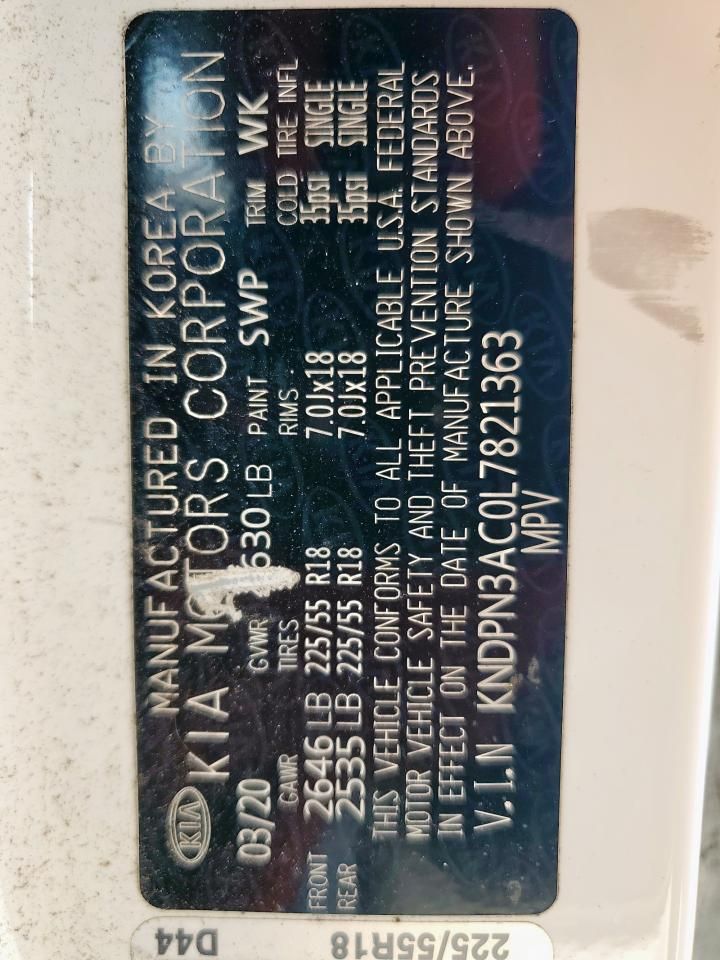 KIA
MANUFACTURED IN KOREA BY
KIA MOTORS CORPORATION
03/20 GVWR 630 LB PAINT SWP TRIM WK
GAWR TIRES RIMS COLD TIRE INFL
FRONT 2646 LB 225/55 R18 7.0Jx18 35psi SINGLE
REAR 2535 LB 225/55 R18 7.0Jx18 35psi SINGLE
THIS VEHICLE CONFORMS TO ALL APPLICABLE U.S.A. FEDERAL
MOTOR VEHICLE SAFETY AND THEFT PREVENTION STANDARDS
IN EFFECT ON THE DATE OF MANUFACTURE SHOWN ABOVE.
V.I.N KNDPN3AC0L7821363
MPV
D44
225/55R18